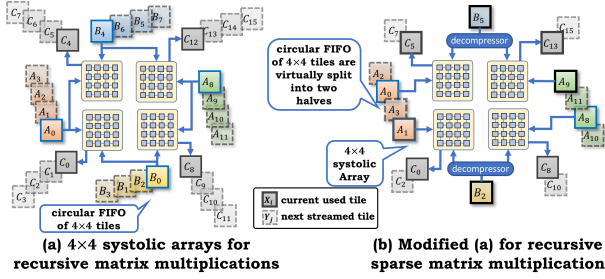 C₇
C₆
C₅
C₄
B₄
B₆
B₅
B₇
C₁₂
C₁₃
C₁₄
C₁₅
A₃
A₂
A₁
A₀
A₈
A₉
A₁₀
A₁₁
C₀
C₁
C₂
C₃
B₃
B₁
B₂
B₀
C₈
C₉
C₁₀
C₁₁
circular FIFO
of 4×4 tiles
Xᵢ current used tile
Yⱼ next streamed tile
(a) 4×4 systolic arrays for
recursive matrix multiplications
circular FIFO
of 4×4 tiles are
virtually split
into two
halves
4×4
systolic
Array
B₅
decompressor
C₇
C₅
C₁₃
C₁₅
A₂
A₀
A₃
A₁
A₉
A₁₁
A₈
A₁₀
C₂
C₀
decompressor
B₂
C₈
C₁₀
(b) Modified (a) for recursive
sparse matrix multiplication